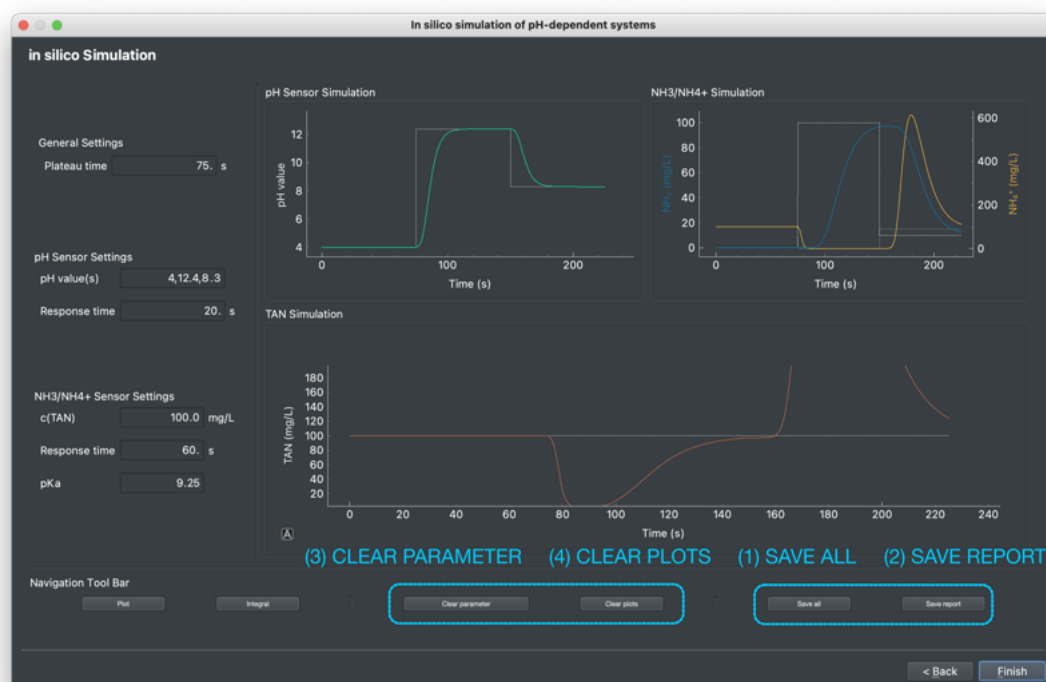 In silico simulation of pH-dependent systems
in silico Simulation
General Settings
Plateau time 75. s
pH Sensor Settings
pH value(s) 4,12.4,8.3
Response time 20. s
NH3/NH4+ Sensor Settings
c(TAN) 100.0 mg/L
Response time 60. s
pKa 9.25
pH Sensor Simulation
pH value
12
10
8
6
4
0 100 200
Time (s)
NH3/NH4+ Simulation
NH₃ (mg/L)
100
80
60
40
20
0
600
400
200
0
NH₄⁺ (mg/L)
0 100 200
Time (s)
TAN Simulation
TAN (mg/L)
180
160
140
120
100
80
60
40
20
0 20 40 60 80 100 120 140 160 180 200 220 240
Time (s)
A
(3) CLEAR PARAMETER (4) CLEAR PLOTS (1) SAVE ALL (2) SAVE REPORT
Navigation Tool Bar
Plot Integral Clear parameter Clear plots Save all Save report
< Back Finish